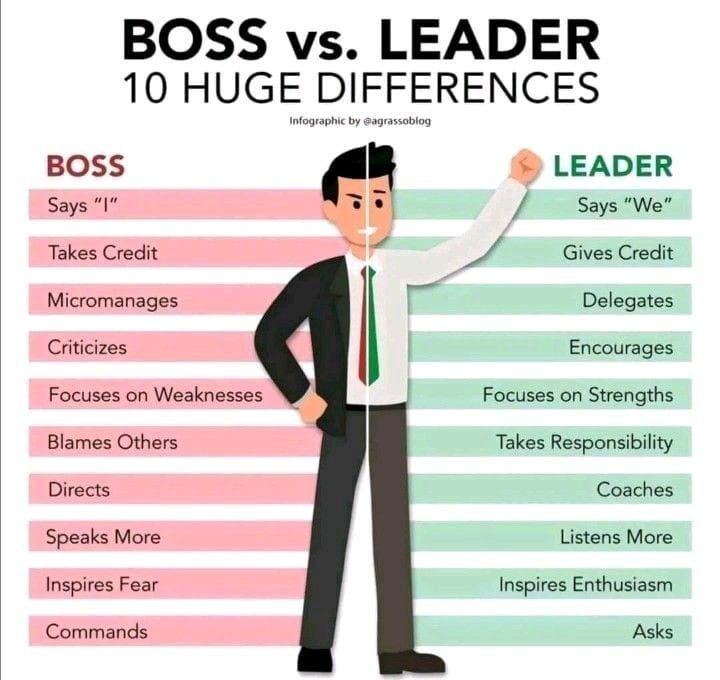 BOSS vs. LEADER
10 HUGE DIFFERENCES
Infographic by @agrassoblog
BOSS LEADER
Says "I" Says "We"
Takes Credit Gives Credit
Micromanages Delegates
Criticizes Encourages
Focuses on Weaknesses Focuses on Strengths
Blames Others Takes Responsibility
Directs Coaches
Speaks More Listens More
Inspires Fear Inspires Enthusiasm
Commands Asks